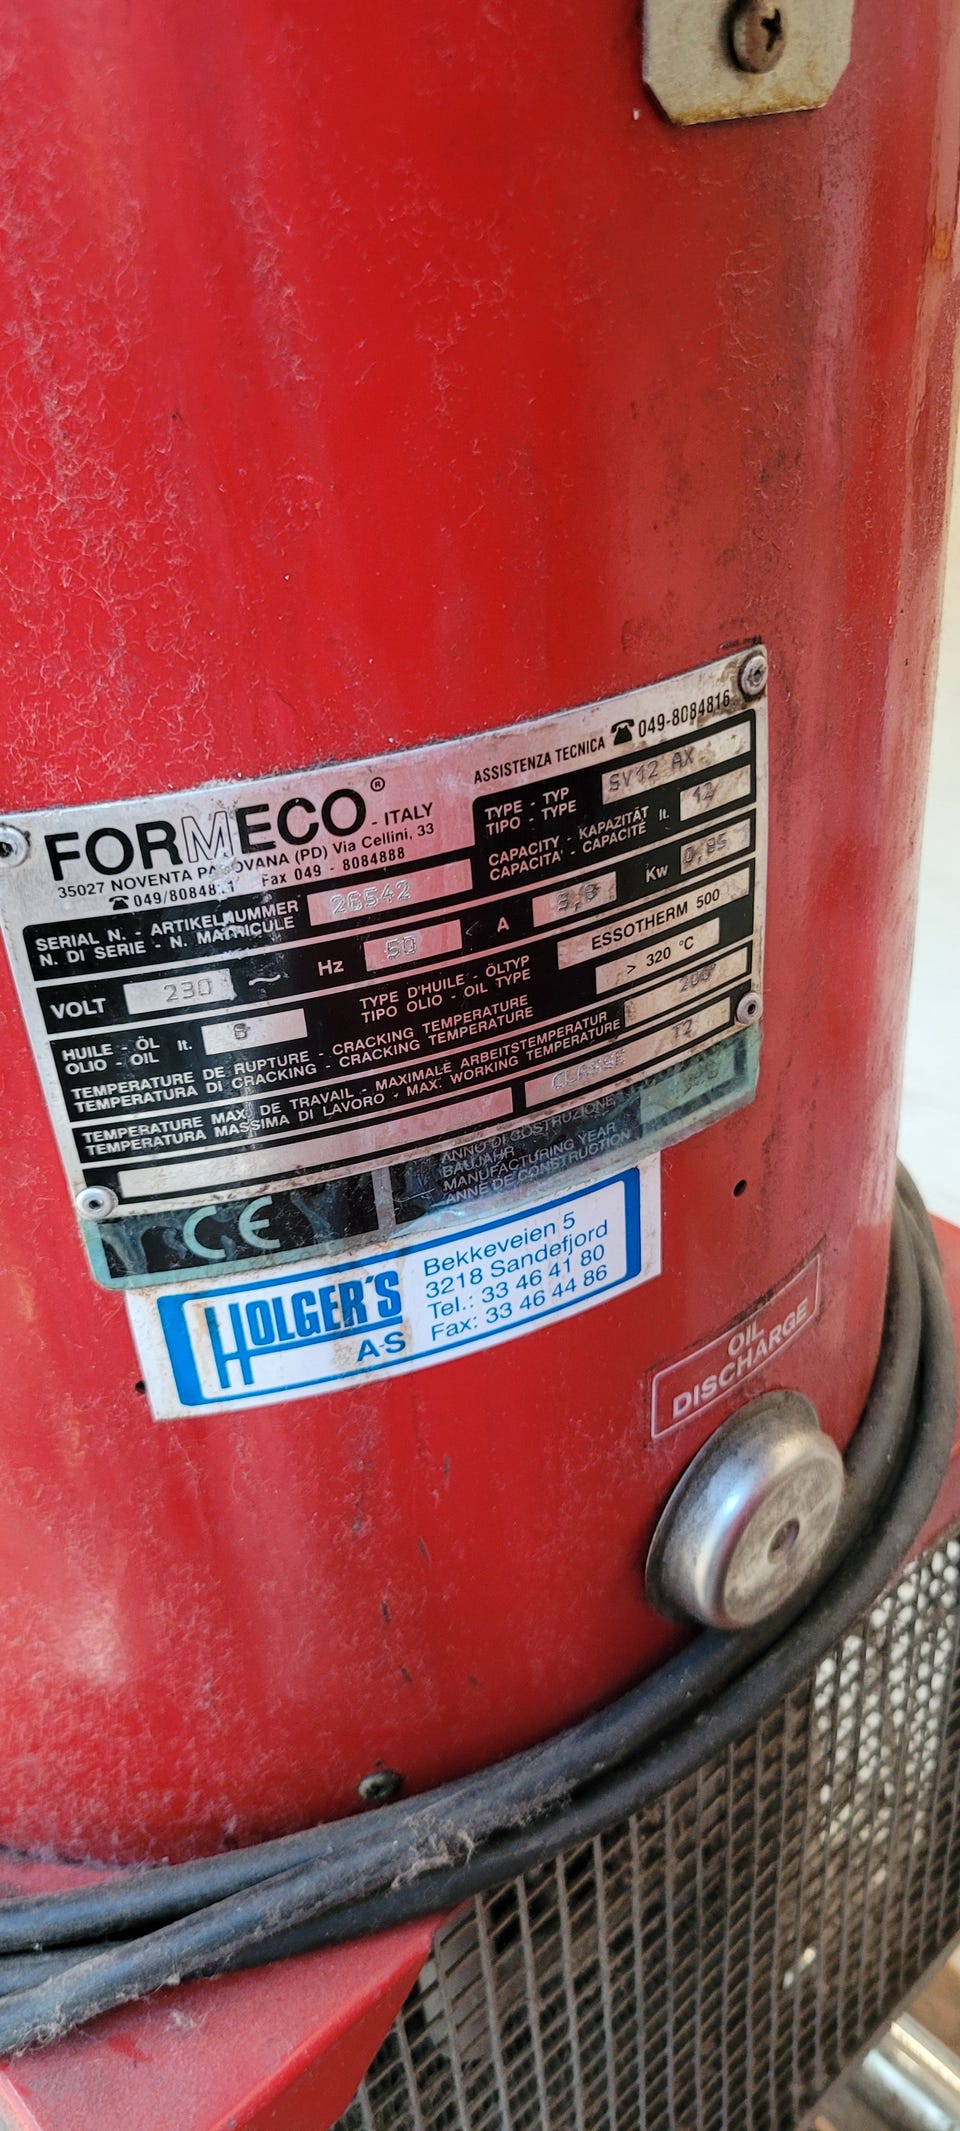 FORMECO® - ITALY
35027 NOVENTA PADOVANA (PD) Via Cellini, 33
Fax 049 - 8084888
ASSISTENZA TECNICA ☎ 049-8084816
TYPE - TYP
TIPO - TYPE
SV12 AX
CAPACITY - KAPAZITÄT
CAPACITA' - CAPACITÉ
lt. 12
SERIAL N. - ARTIKELNUMMER
N. DI SERIE - N. MATRICULE
26542
VOLT 230 ~ Hz 50 A Kw 0,85
HUILE - ÖL
OLIO - OIL
lt. 6
TYPE D'HUILE - ÖLTYP
TIPO OLIO - OIL TYPE
ESSOTHERM 500
TEMPERATURE DE RUPTURE - CRACKING TEMPERATURE
TEMPERATURA DI CRACKING - CRACKING TEMPERATURE
> 320 °C
TEMPERATURE MAX. DE TRAVAIL - MAXIMALE ARBEITSTEMPERATUR
TEMPERATURA MASSIMA DI LAVORO - MAX. WORKING TEMPERATURE
200°
CLASSE T2
CE
ANNO DI COSTRUZIONE
BAUJAHR
MANUFACTURING YEAR
ANNE DE CONSTRUCTION
HOLGER'S
A-S
Bekkeveien 5
3218 Sandefjord
Tel.: 33 46 41 80
Fax: 33 46 44 86
OIL
DISCHARGE